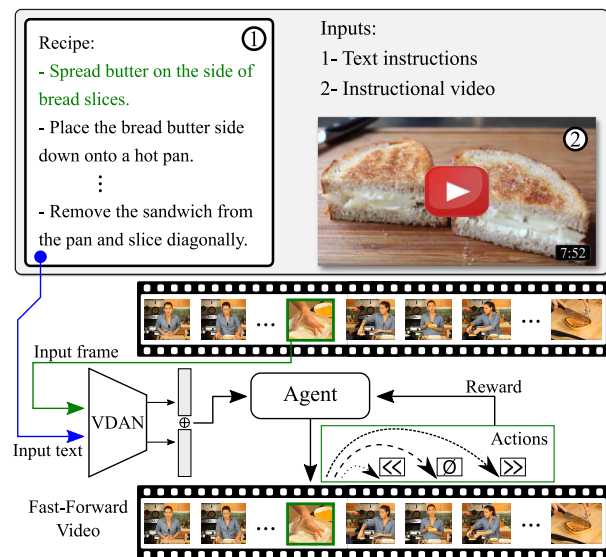 Recipe:
①
- Spread butter on the side of
bread slices.
- Place the bread butter side
down onto a hot pan.
⋮
- Remove the sandwich from
the pan and slice diagonally.
Inputs:
1- Text instructions
2- Instructional video
②
7:52
...
Input frame
VDAN
Input text
⊕
Agent
Reward
Actions
<<
Ø
>>
Fast-Forward
Video
...